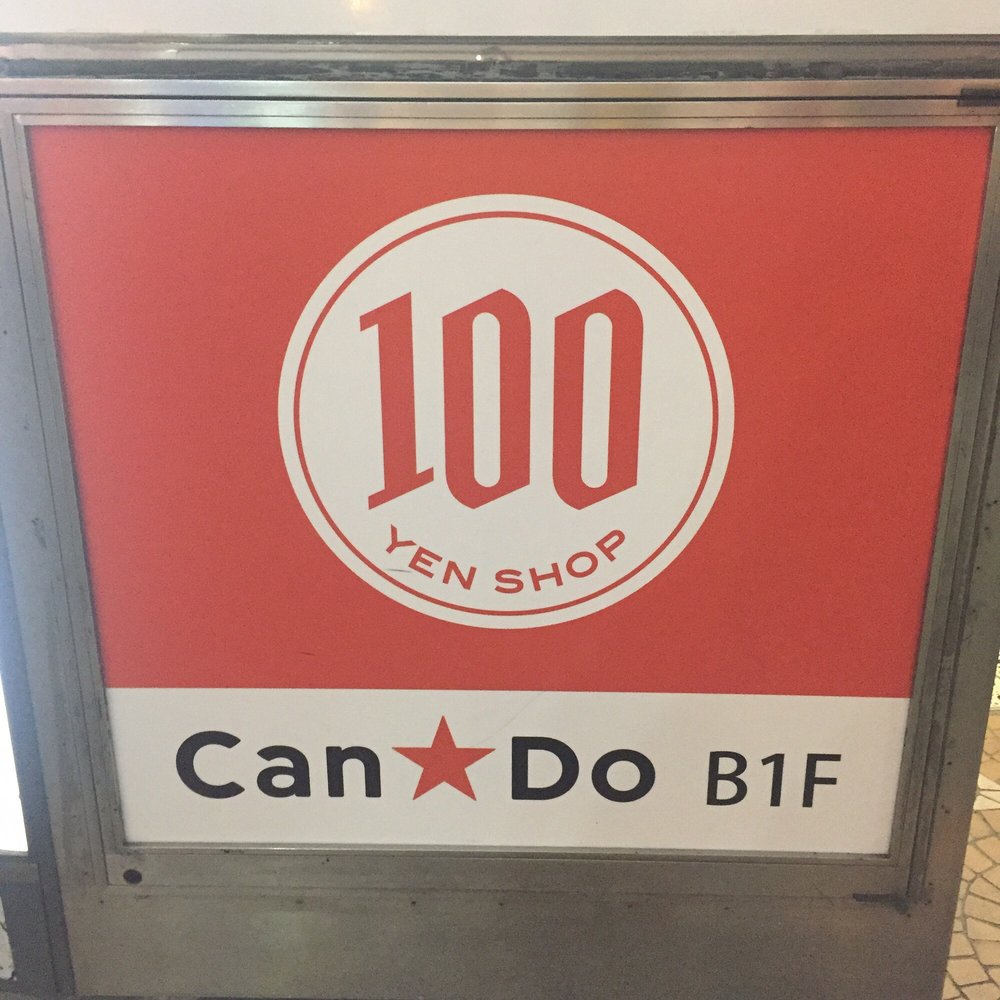 100
YEN SHOP
Can★Do B1F